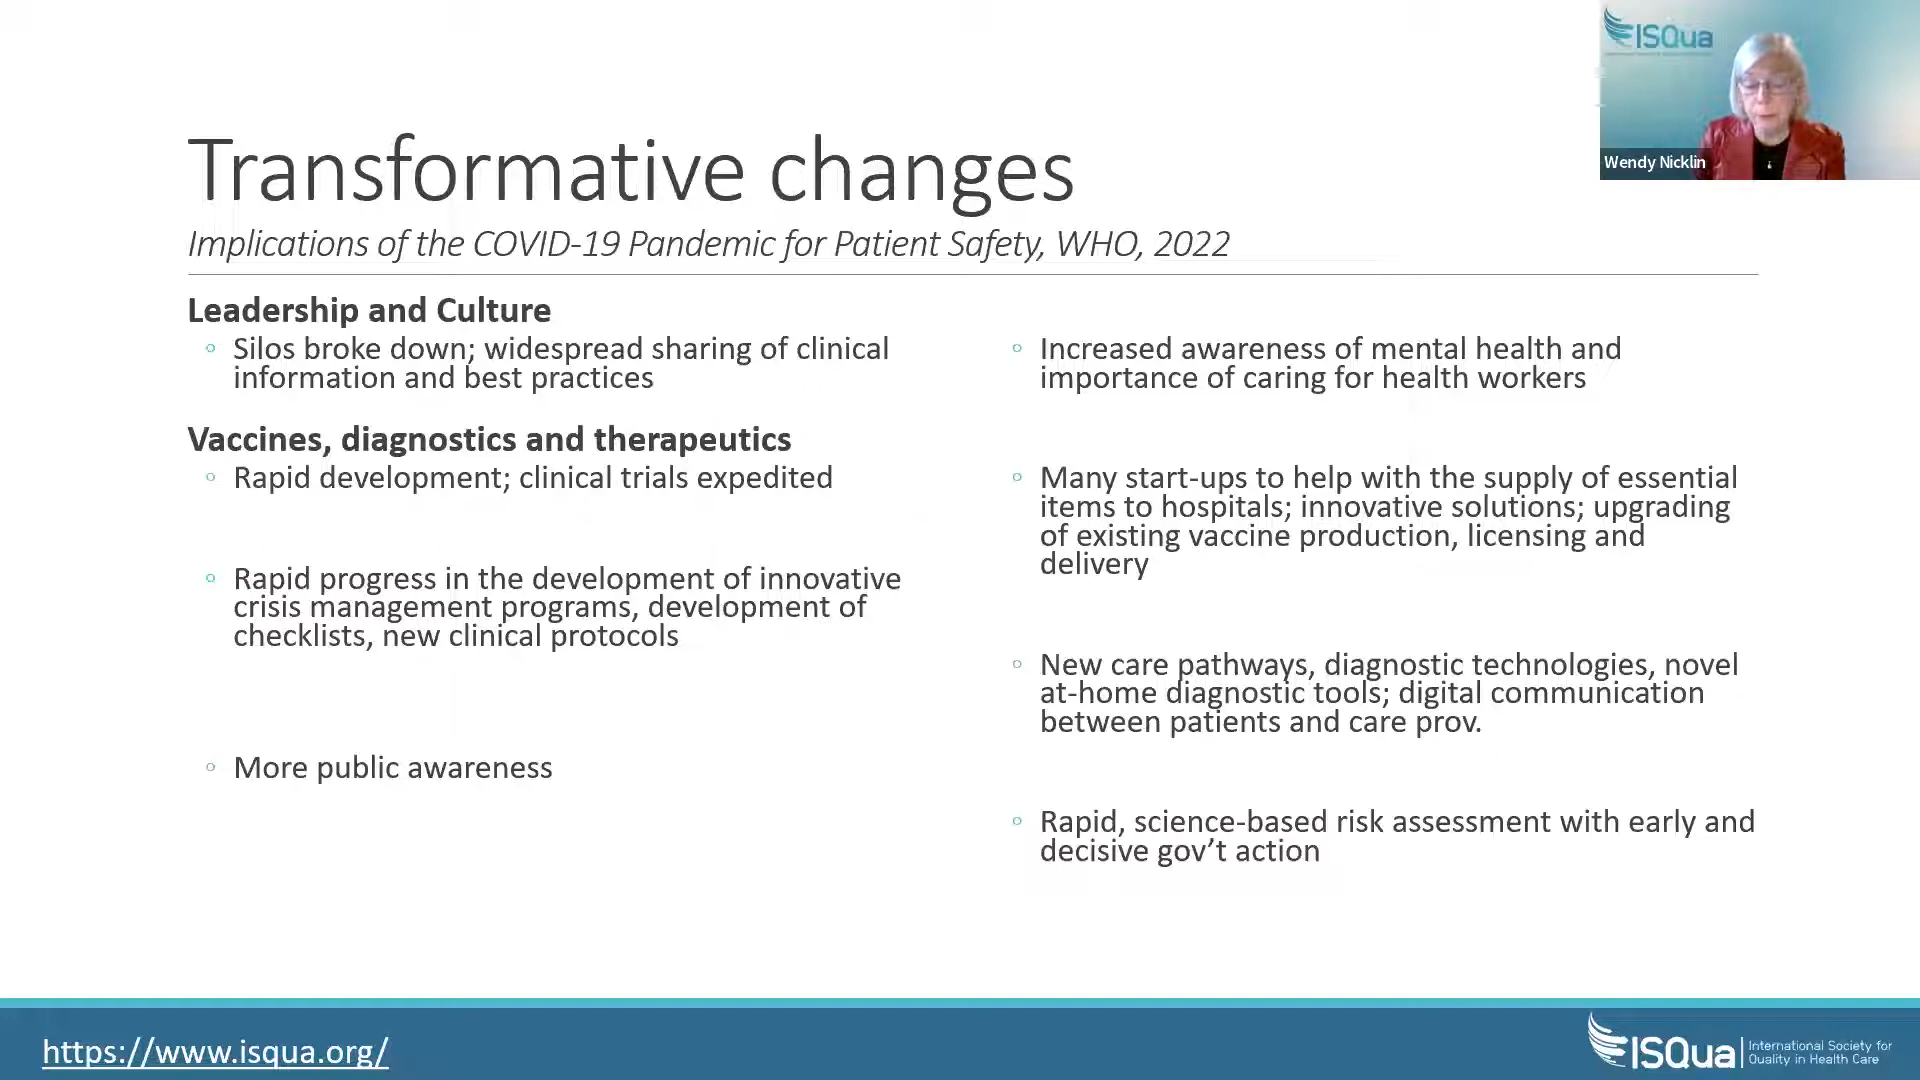 Transformative changes
Implications of the COVID-19 Pandemic for Patient Safety, WHO, 2022
Leadership and Culture
◦ Silos broke down; widespread sharing of clinical
information and best practices
Vaccines, diagnostics and therapeutics
◦ Rapid development; clinical trials expedited
◦ Rapid progress in the development of innovative
crisis management programs, development of
checklists, new clinical protocols
◦ More public awareness
◦ Increased awareness of mental health and
importance of caring for health workers
◦ Many start-ups to help with the supply of essential
items to hospitals; innovative solutions; upgrading
of existing vaccine production, licensing and
delivery
◦ New care pathways, diagnostic technologies, novel
at-home diagnostic tools; digital communication
between patients and care prov.
◦ Rapid, science-based risk assessment with early and
decisive gov’t action
ISQua
Wendy Nicklin
https://www.isqua.org/
ISQua
International Society for
Quality in Health Care